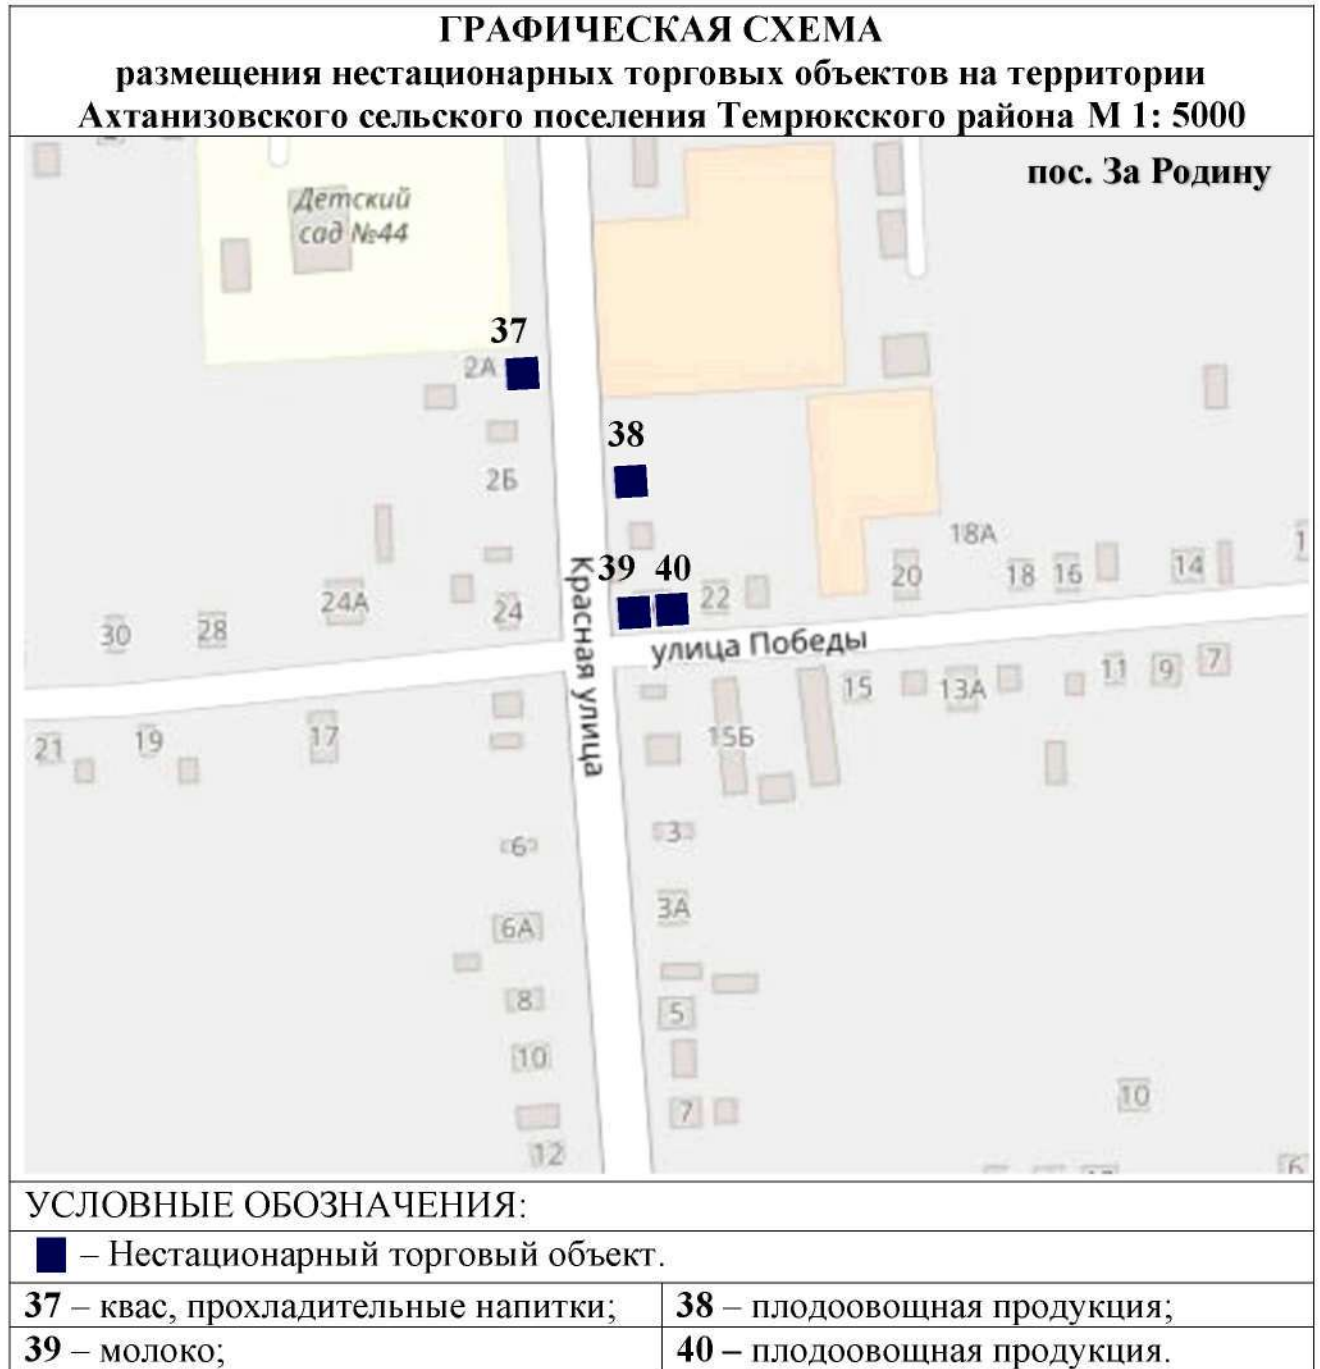 ГРАФИЧЕСКАЯ СХЕМА
размещения нестационарных торговых объектов на территории
Ахтанизовского сельского поселения Темрюкского района М 1: 5000
пос. За Родину
Детский
сад №44
37
2А
38
2Б
18А
39 40
20
18 16
14
1
24А
24
22
30
28
Красная улица
улица Победы
15
13А
11
9
7
21
19
17
15Б
6
3
6А
3А
8
5
10
7
10
12
6
УСЛОВНЫЕ ОБОЗНАЧЕНИЯ:
– Нестационарный торговый объект.
37 – квас, прохладительные напитки;
38 – плодоовощная продукция;
39 – молоко;
40 – плодоовощная продукция.